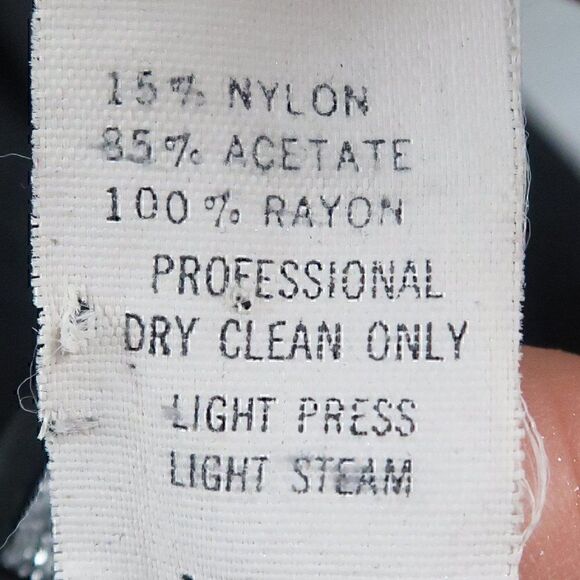 15% NYLON
85% ACETATE
100% RAYON
PROFESSIONAL
DRY CLEAN ONLY
LIGHT PRESS
LIGHT STEAM